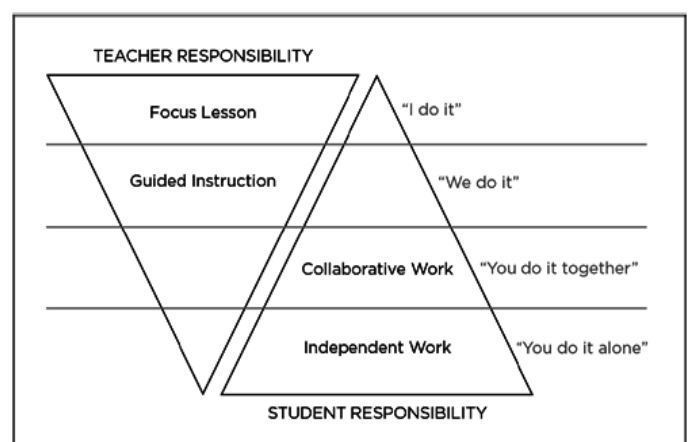 TEACHER RESPONSIBILITY
Focus Lesson
“I do it”
Guided Instruction
“We do it”
Collaborative Work
“You do it together”
Independent Work
“You do it alone”
STUDENT RESPONSIBILITY